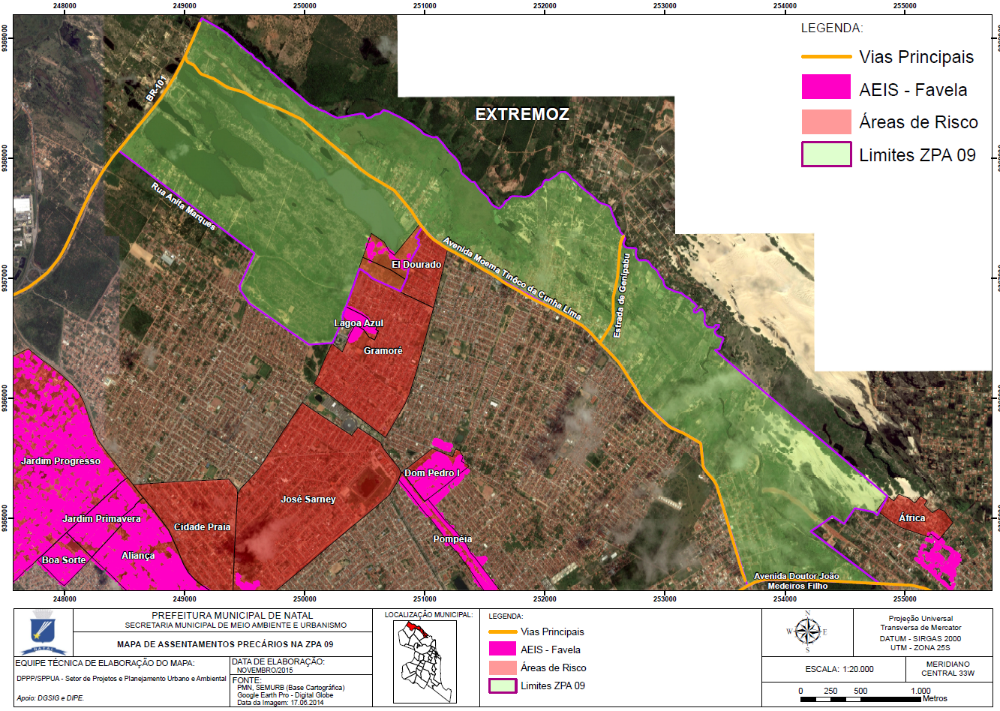 248000 249000 250000 251000 252000 253000 254000 255000
9369000
9368000
9367000
9366000
9365000
LEGENDA:
Vias Principais
AEIS - Favela
Áreas de Risco
Limites ZPA 09
EXTREMOZ
BR-101
Rua Anita Marques
Avenida Moema Tinôco da Cunha Lima
Estrada de Genipabu
El Dourado
Lagoa Azul
Gramoré
Jardim Progresso
Dom Pedro I
José Sarney
Jardim Primavera
Cidade Praia
África
Pompéia
Boa Sorte
Aliança
Avenida Doutor João
Medeiros Filho
248000 249000 250000 251000 252000 253000 254000 255000
NATAL
PREFEITURA MUNICIPAL DE NATAL
SECRETARIA MUNICIPAL DE MEIO AMBIENTE E URBANISMO
MAPA DE ASSENTAMENTOS PRECÁRIOS NA ZPA 09
EQUIPE TÉCNICA DE ELABORAÇÃO DO MAPA:
DPPP/SPPUA - Setor de Projetos e Planejamento Urbano e Ambiental
Apoio: DGSIG e DIPE.
DATA DE ELABORAÇÃO:
NOVEMBRO/2015
FONTE:
PMN, SEMURB (Base Cartográfica)
Google Earth Pro - Digital Globe
Data da Imagem: 17.06.2014
LOCALIZAÇÃO MUNICIPAL:
LEGENDA:
Vias Principais
AEIS - Favela
Áreas de Risco
Limites ZPA 09
N
W E
S
Projeção Universal
Transversa de Mercator
DATUM - SIRGAS 2000
UTM - ZONA 25S
ESCALA: 1:20.000
MERIDIANO
CENTRAL 33W
0 250 500 1.000
Metros